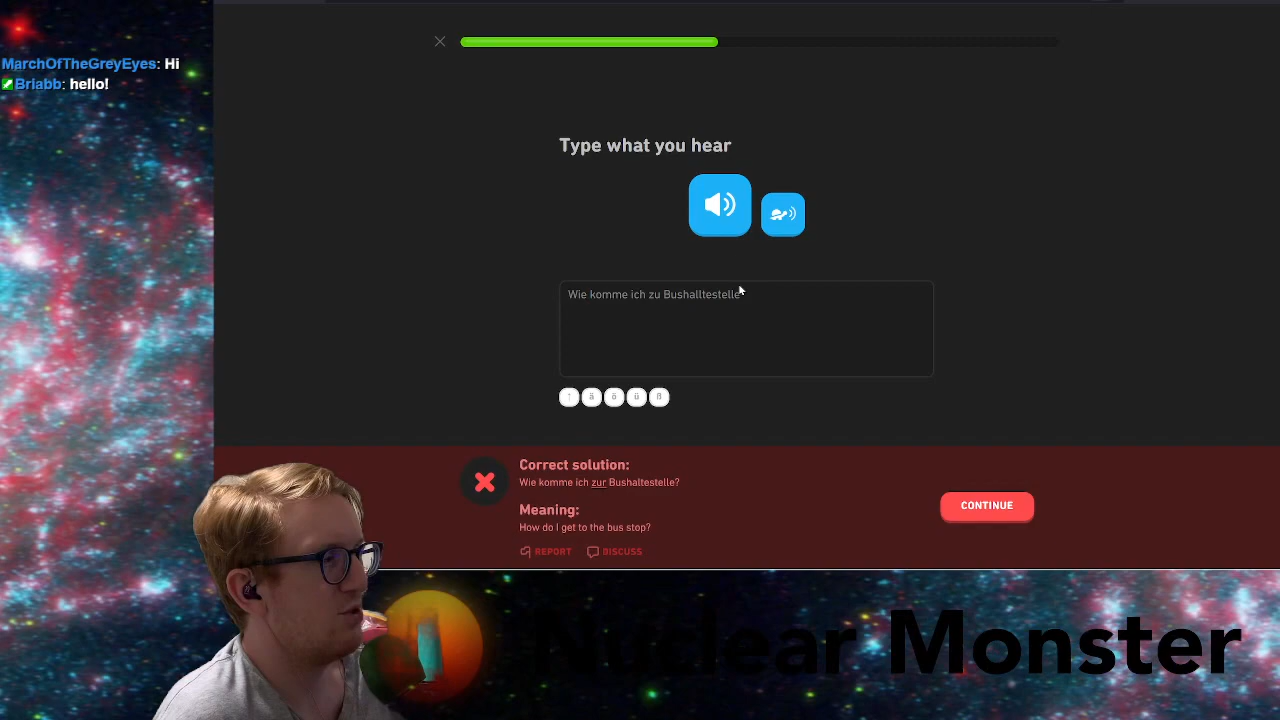 MarchOfTheGreyEyes: Hi
Briabb: hello!
Type what you hear
Wie komme ich zu Bushalltestelle
↑ ä ö ü ß
Correct solution:
Wie komme ich zur Bushaltestelle?
Meaning:
How do I get to the bus stop?
REPORT DISCUSS
CONTINUE
Nuclear Monster